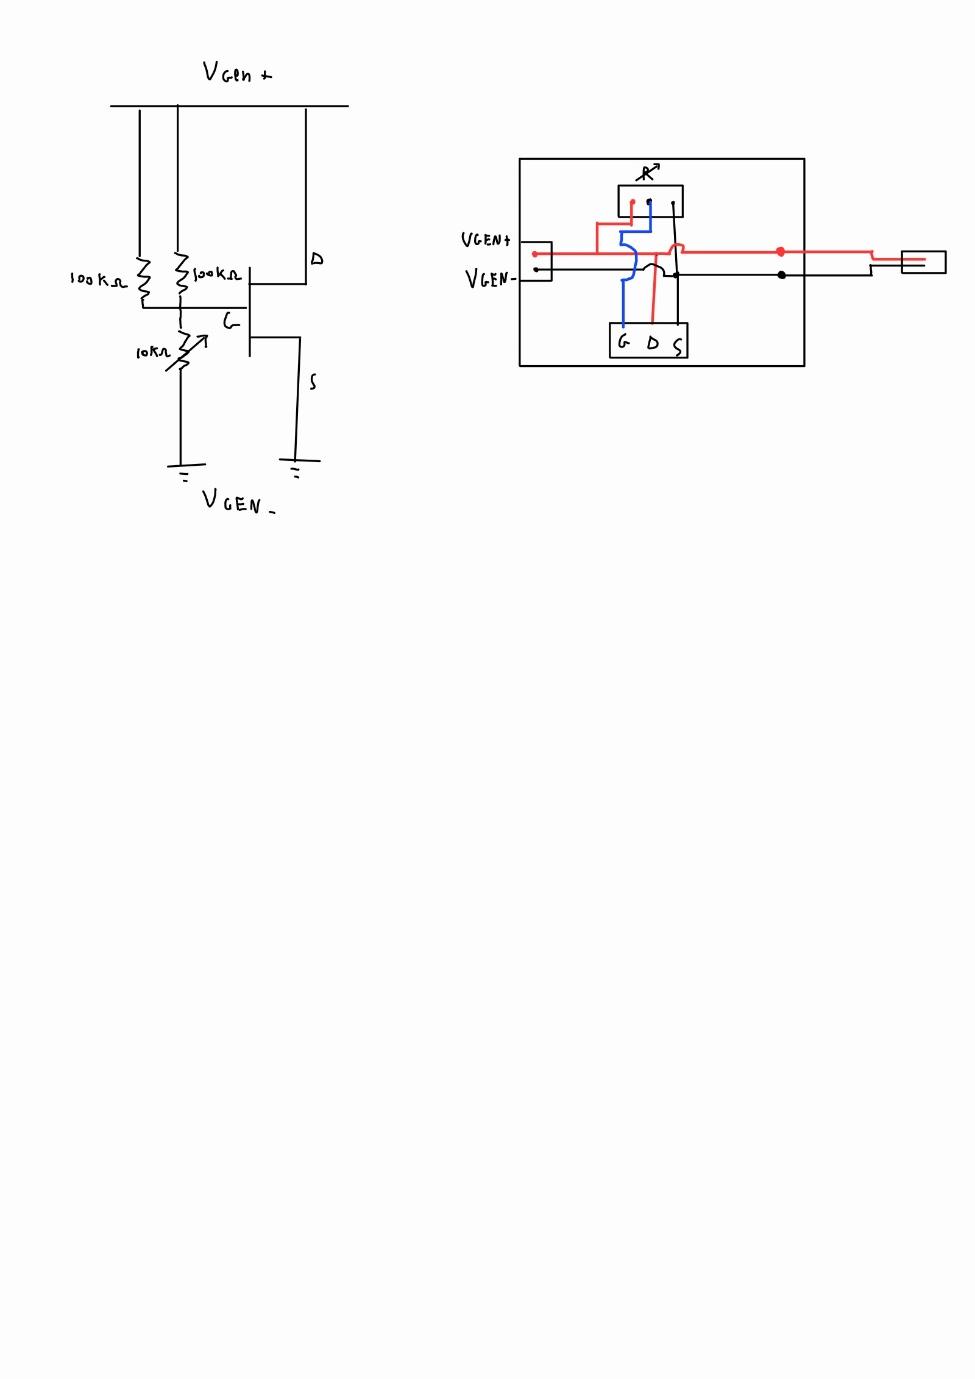 VGen +
D
100KΩ
100KΩ
G
10KΩ
S
VGEN -
R
VGEN+
VGEN-
G D S